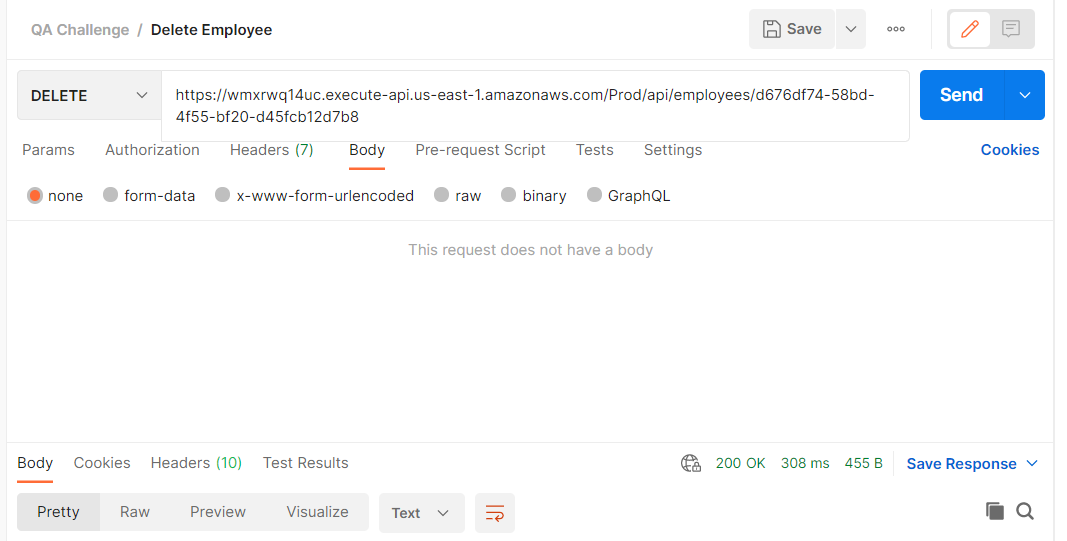 QA Challenge / Delete Employee
Save
DELETE
https://wmxrwq14uc.execute-api.us-east-1.amazonaws.com/Prod/api/employees/d676df74-58bd-
4f55-bf20-d45fcb12d7b8
Send
Params Authorization Headers (7) Body Pre-request Script Tests Settings Cookies
none form-data x-www-form-urlencoded raw binary GraphQL
This request does not have a body
Body Cookies Headers (10) Test Results 200 OK 308 ms 455 B Save Response
Pretty Raw Preview Visualize Text